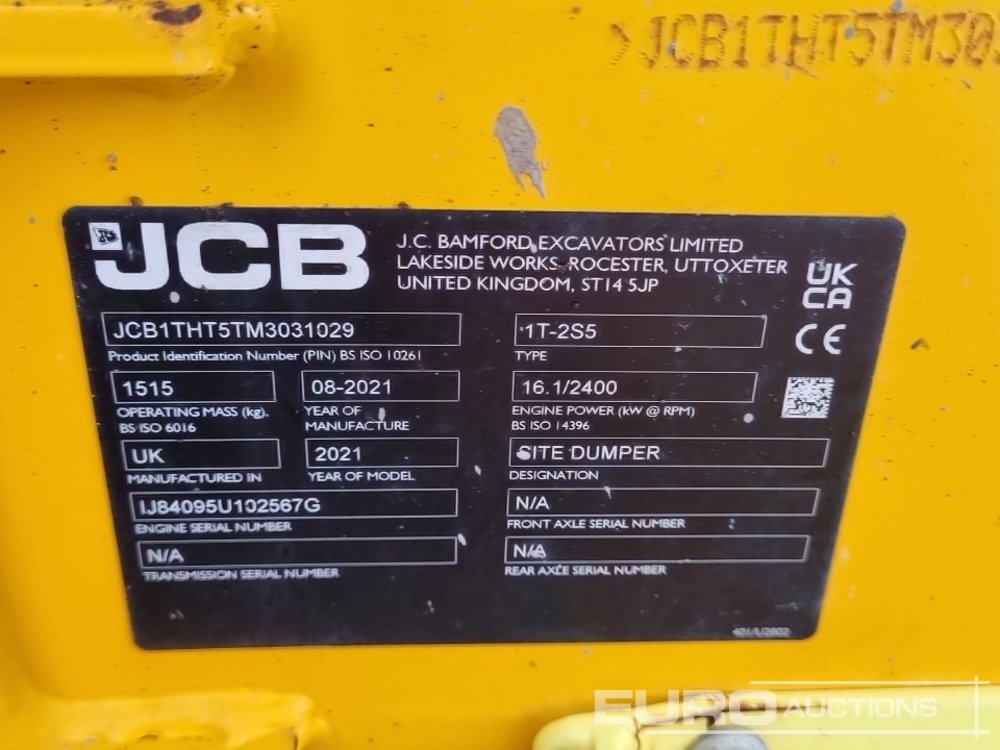 JCB1THT5TM303
JCB
J.C. BAMFORD EXCAVATORS LIMITED
LAKESIDE WORKS, ROCESTER, UTTOXETER
UNITED KINGDOM, ST14 5JP
UK
CA
CE
JCB1THT5TM3031029
Product Identification Number (PIN) BS ISO 10261
1T-2S5
TYPE
1515
OPERATING MASS (kg).
BS ISO 6016
08-2021
YEAR OF
MANUFACTURE
16.1/2400
ENGINE POWER (kW @ RPM)
BS ISO 14396
UK
MANUFACTURED IN
2021
YEAR OF MODEL
SITE DUMPER
DESIGNATION
IJ84095U102567G
ENGINE SERIAL NUMBER
N/A
FRONT AXLE SERIAL NUMBER
N/A
TRANSMISSION SERIAL NUMBER
N/A
REAR AXLE SERIAL NUMBER
401/U2802
EURO AUCTIONS